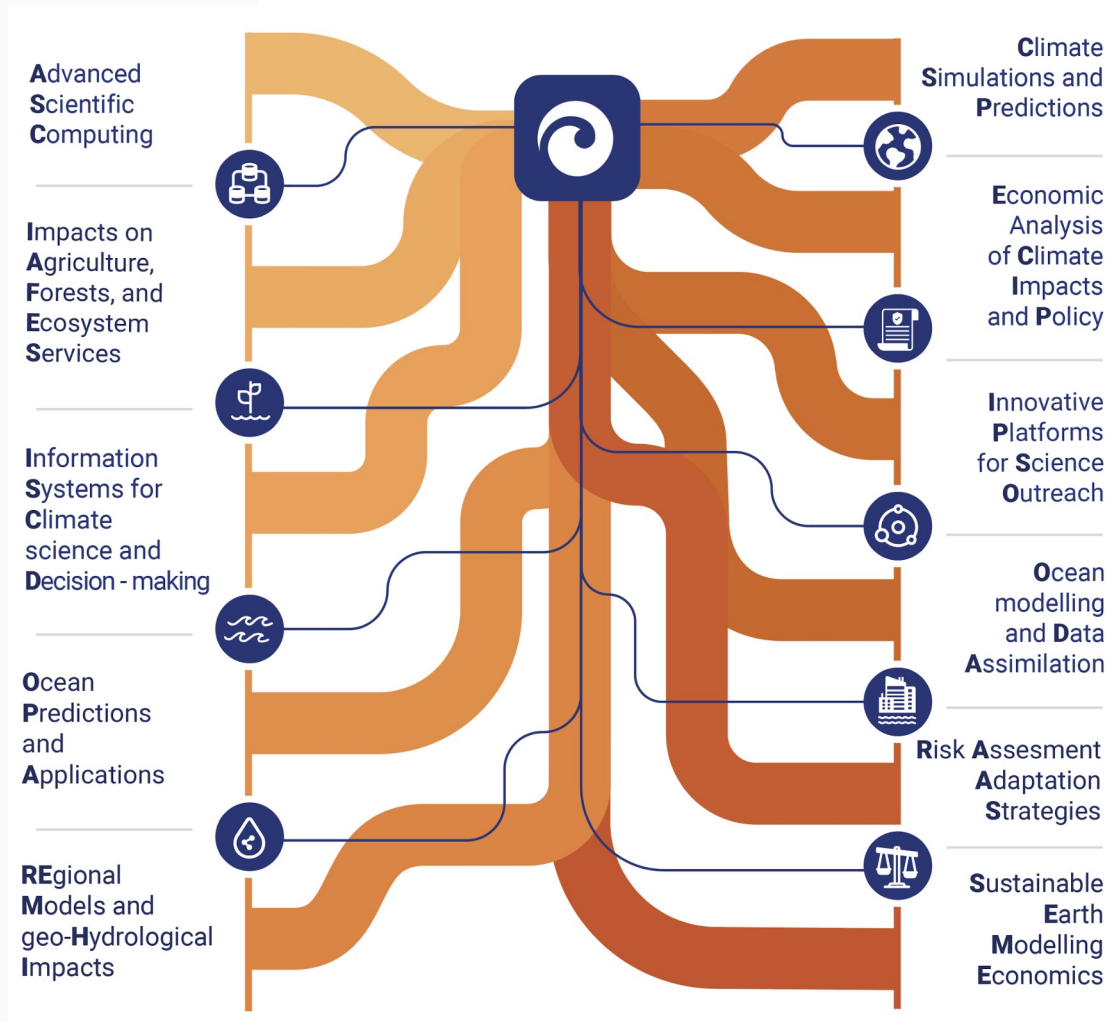 Advanced
Scientific
Computing
Impacts on
Agriculture,
Forests, and
Ecosystem
Services
Information
Systems for
Climate
science and
Decision - making
Ocean
Predictions
and
Applications
REgional
Models and
geo-Hydrological
Impacts
Climate
Simulations and
Predictions
Economic
Analysis
of Climate
Impacts
and Policy
Innovative
Platforms
for Science
Outreach
Ocean
modelling
and Data
Assimilation
Risk Assesment
Adaptation
Strategies
Sustainable
Earth
Modelling
Economics